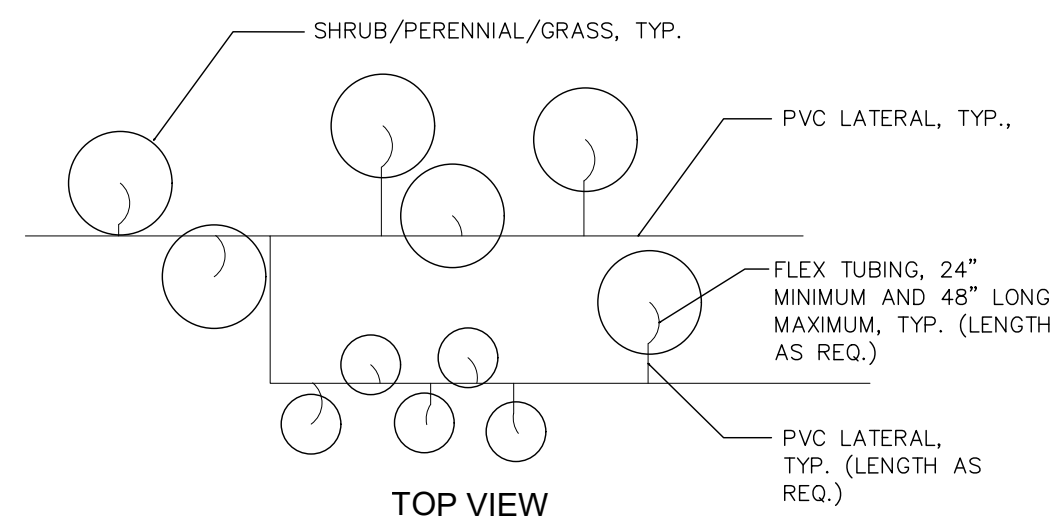 SHRUB/PERENNIAL/GRASS, TYP.
PVC LATERAL, TYP.,
FLEX TUBING, 24”
MINIMUM AND 48” LONG
MAXIMUM, TYP. (LENGTH
AS REQ.)
PVC LATERAL,
TYP. (LENGTH AS
REQ.)
TOP VIEW